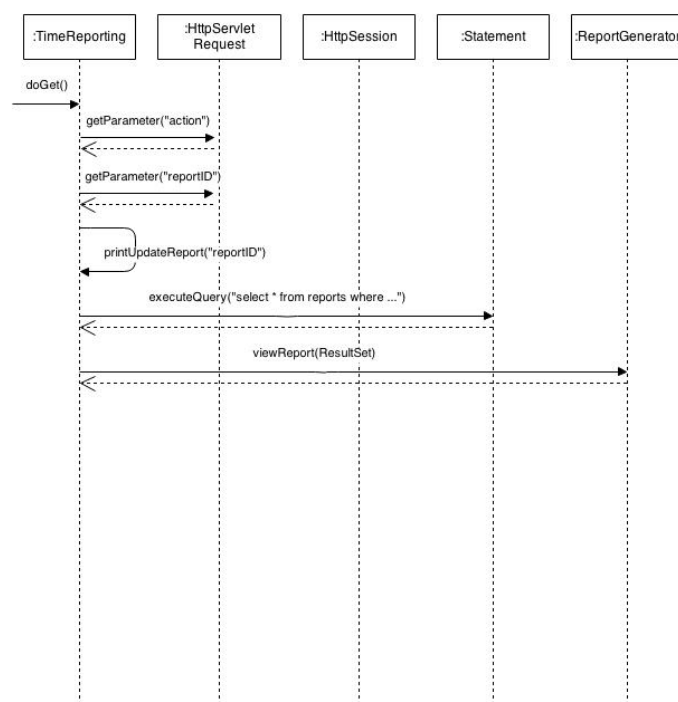 :TimeReporting
:HttpServlet
Request
:HttpSession
:Statement
:ReportGenerator
doGet()
getParameter("action")
getParameter("reportID")
printUpdateReport("reportID")
executeQuery("select * from reports where ...")
viewReport(ResultSet)